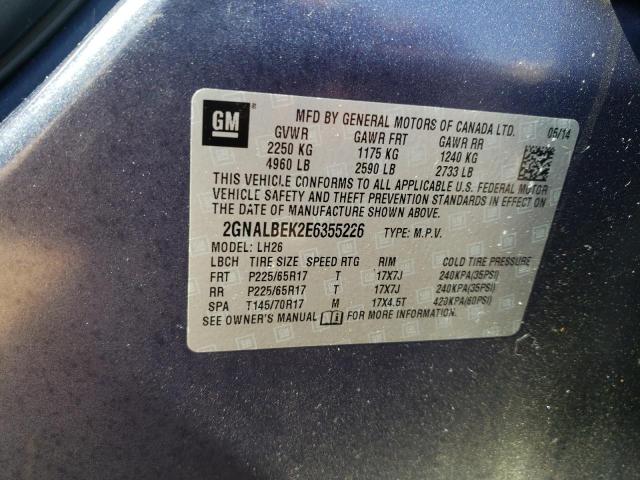 GM
MFD BY GENERAL MOTORS OF CANADA LTD. 05/14
GVWR GAWR FRT GAWR RR
2250 KG 1175 KG 1240 KG
4960 LB 2590 LB 2733 LB
THIS VEHICLE CONFORMS TO ALL APPLICABLE U.S. FEDERAL MOTOR
VEHICLE SAFETY AND THEFT PREVENTION STANDARDS IN EFFECT ON
THE DATE OF MANUFACTURE SHOWN ABOVE.
2GNALBEK2E6355226 TYPE: M.P.V.
MODEL: LH26
LBCH TIRE SIZE SPEED RTG RIM COLD TIRE PRESSURE
FRT P225/65R17 T 17X7J 240KPA(35PSI)
RR P225/65R17 T 17X7J 240KPA(35PSI)
SPA T145/70R17 M 17X4.5T 420KPA(60PSI)
SEE OWNER'S MANUAL FOR MORE INFORMATION